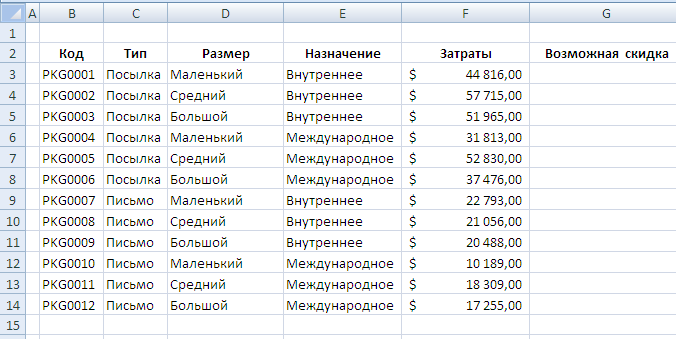 A B C D E F G
1
2 Код Тип Размер Назначение Затраты Возможная скидка
3 PKG0001 Посылка Маленький Внутреннее $ 44 816,00
4 PKG0002 Посылка Средний Внутреннее $ 57 715,00
5 PKG0003 Посылка Большой Внутреннее $ 51 965,00
6 PKG0004 Посылка Маленький Международное $ 31 813,00
7 PKG0005 Посылка Средний Международное $ 52 830,00
8 PKG0006 Посылка Большой Международное $ 37 476,00
9 PKG0007 Письмо Маленький Внутреннее $ 22 793,00
10 PKG0008 Письмо Средний Внутреннее $ 21 056,00
11 PKG0009 Письмо Большой Внутреннее $ 20 488,00
12 PKG0010 Письмо Маленький Международное $ 10 189,00
13 PKG0011 Письмо Средний Международное $ 18 309,00
14 PKG0012 Письмо Большой Международное $ 17 255,00
15